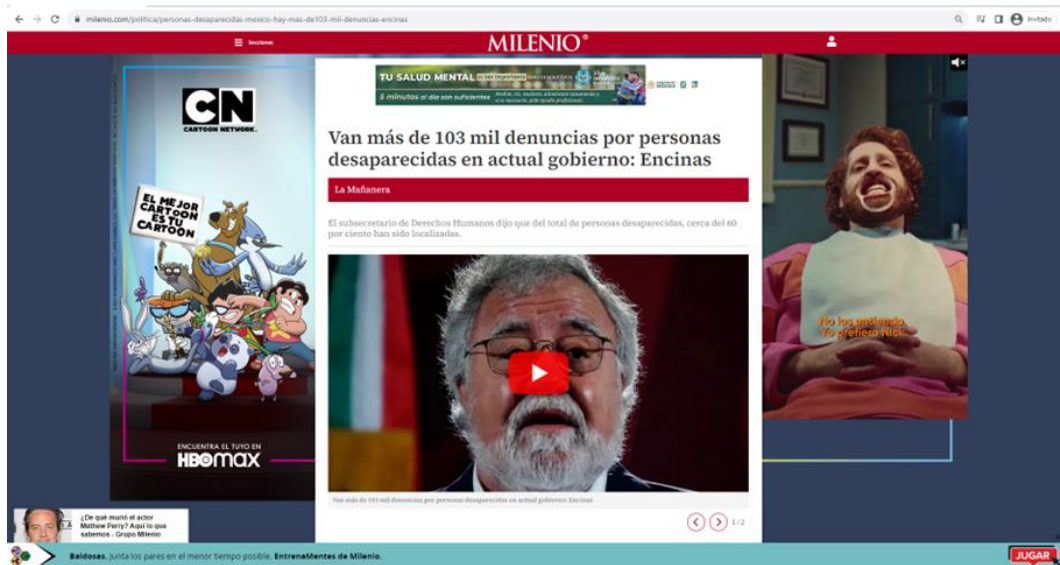 milenio.com/politica/personas-desaparecidas-mexico-hay-mas-de103-mil-denuncias-encinas
Invitado
Secciones
MILENIO
TU SALUD MENTAL
5 minutos al día son suficientes
CN
CARTOON NETWORK.
EL MEJOR
CARTOON
ES TU
CARTOON
ENCUENTRA EL TUYO EN
HBOmax
Van más de 103 mil denuncias por personas
desaparecidas en actual gobierno: Encinas
La Mañanera
El subsecretario de Derechos Humanos dijo que del total de personas desaparecidas, cerca del 60
por ciento han sido localizadas.
No los entiendo.
Yo prefiero Nick.
Van más de 103 mil denuncias por personas desaparecidas en actual gobierno: Encinas
1/2
¿De qué murió el actor
Mathew Perry? Aquí lo que
sabemos - Grupo Milenio
Baldosas. Junta los pares en el menor tiempo posible. EntrenaMentes de Milenio.
JUGAR